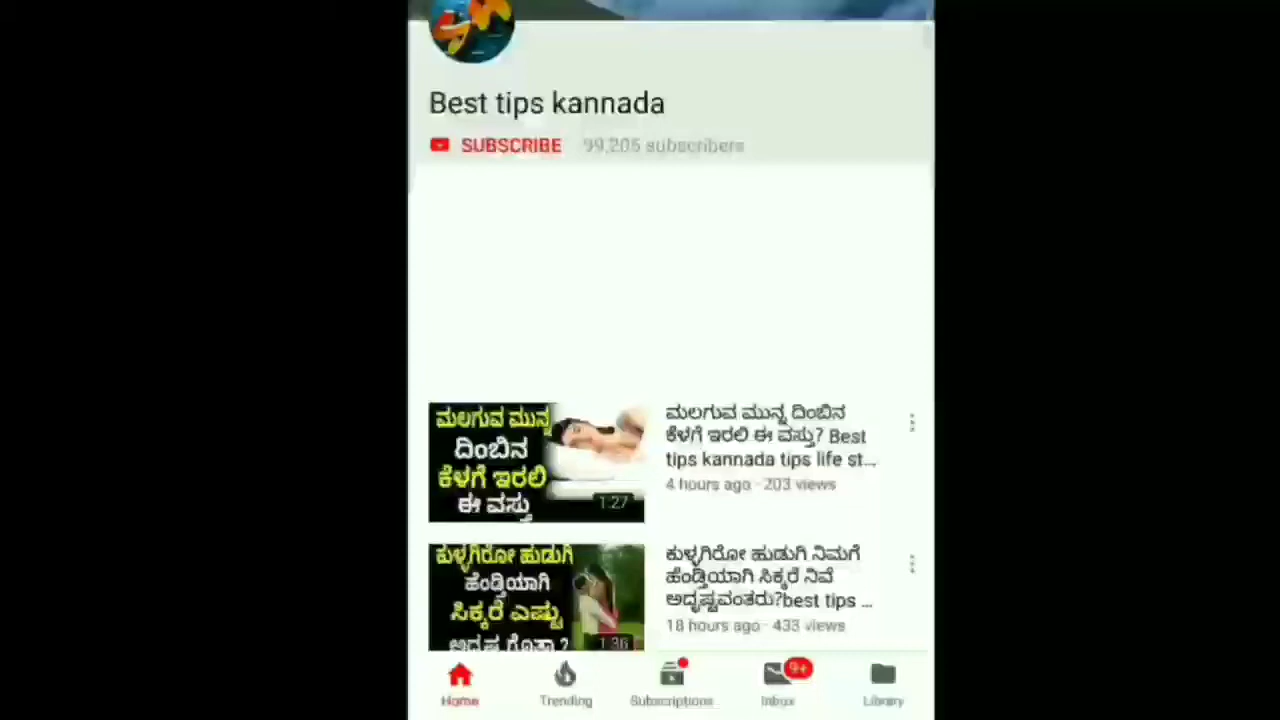 Best tips kannada
SUBSCRIBE 99,205 subscribers
ಮಲಗುವ ಮುನ್ನ
ದಿಂಬಿನ
ಕೆಳಗೆ ಇರಲಿ
ಈ ವಸ್ತು
1:27
ಮಲಗುವ ಮುನ್ನ ದಿಂಬಿನ
ಕೆಳಗೆ ಇರಲಿ ಈ ವಸ್ತು? Best
tips kannada tips life st...
4 hours ago · 203 views
ಕುಳ್ಳಗಿರೋ ಹುಡುಗಿ
ಹೆಂಡ್ತಿಯಾಗಿ
ಸಿಕ್ಕರೆ ಎಷ್ಟು
ಅದೃಷ್ಟ ಗೊತ್ತಾ?
1:36
ಕುಳ್ಳಗಿರೋ ಹುಡುಗಿ ನಿಮಗೆ
ಹೆಂಡ್ತಿಯಾಗಿ ಸಿಕ್ಕರೆ ನಿವೆ
ಅದೃಷ್ಟವಂತರು?best tips ...
18 hours ago · 433 views
9+
Home Trending Subscriptions Inbox Library